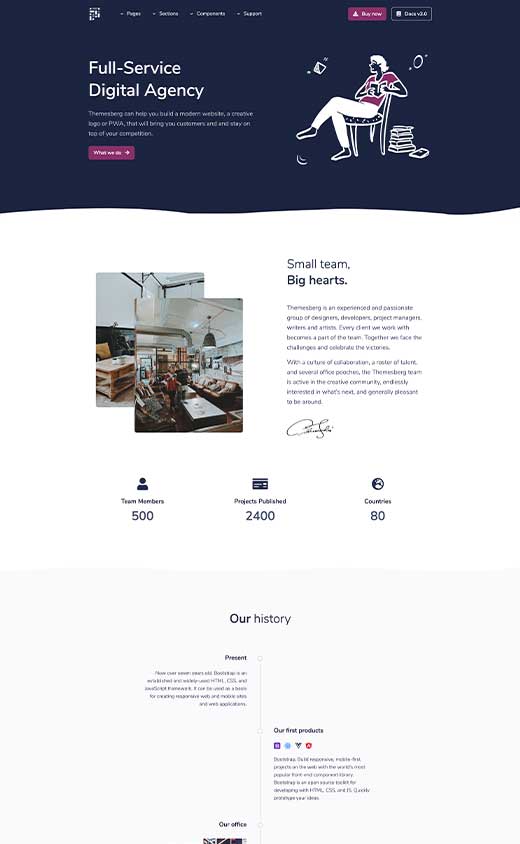 Pages
Sections
Components
Support
Buy now
Docs v2.0
Full-Service
Digital Agency
Themesberg can help you build a modern website, a creative
logo or PWA, that will bring you customers and and stay on
top of your competition.
What we do
Small team,
Big hearts.
Themesberg is an experienced and passionate
group of designers, developers, project managers,
writers and artists. Every client we work with
becomes a part of the team. Together we face the
challenges and celebrate the victories.
With a culture of collaboration, a roster of talent,
and several office pooches, the Themesberg team
is active in the creative community, endlessly
interested in what's next, and generally pleasant
to be around.
Team Members
500
Projects Published
2400
Countries
80
Our history
Present
Now over seven years old, Bootstrap is an
established and widely-used HTML, CSS, and
JavaScript framework. It can be used as a basis
for creating responsive web and mobile sites
and web applications.
Our first products
Bootstrap. Build responsive, mobile-first
projects on the web with the world's most
popular front-end component library.
Bootstrap is an open source toolkit for
developing with HTML, CSS, and JS. Quickly
prototype your ideas
Our office